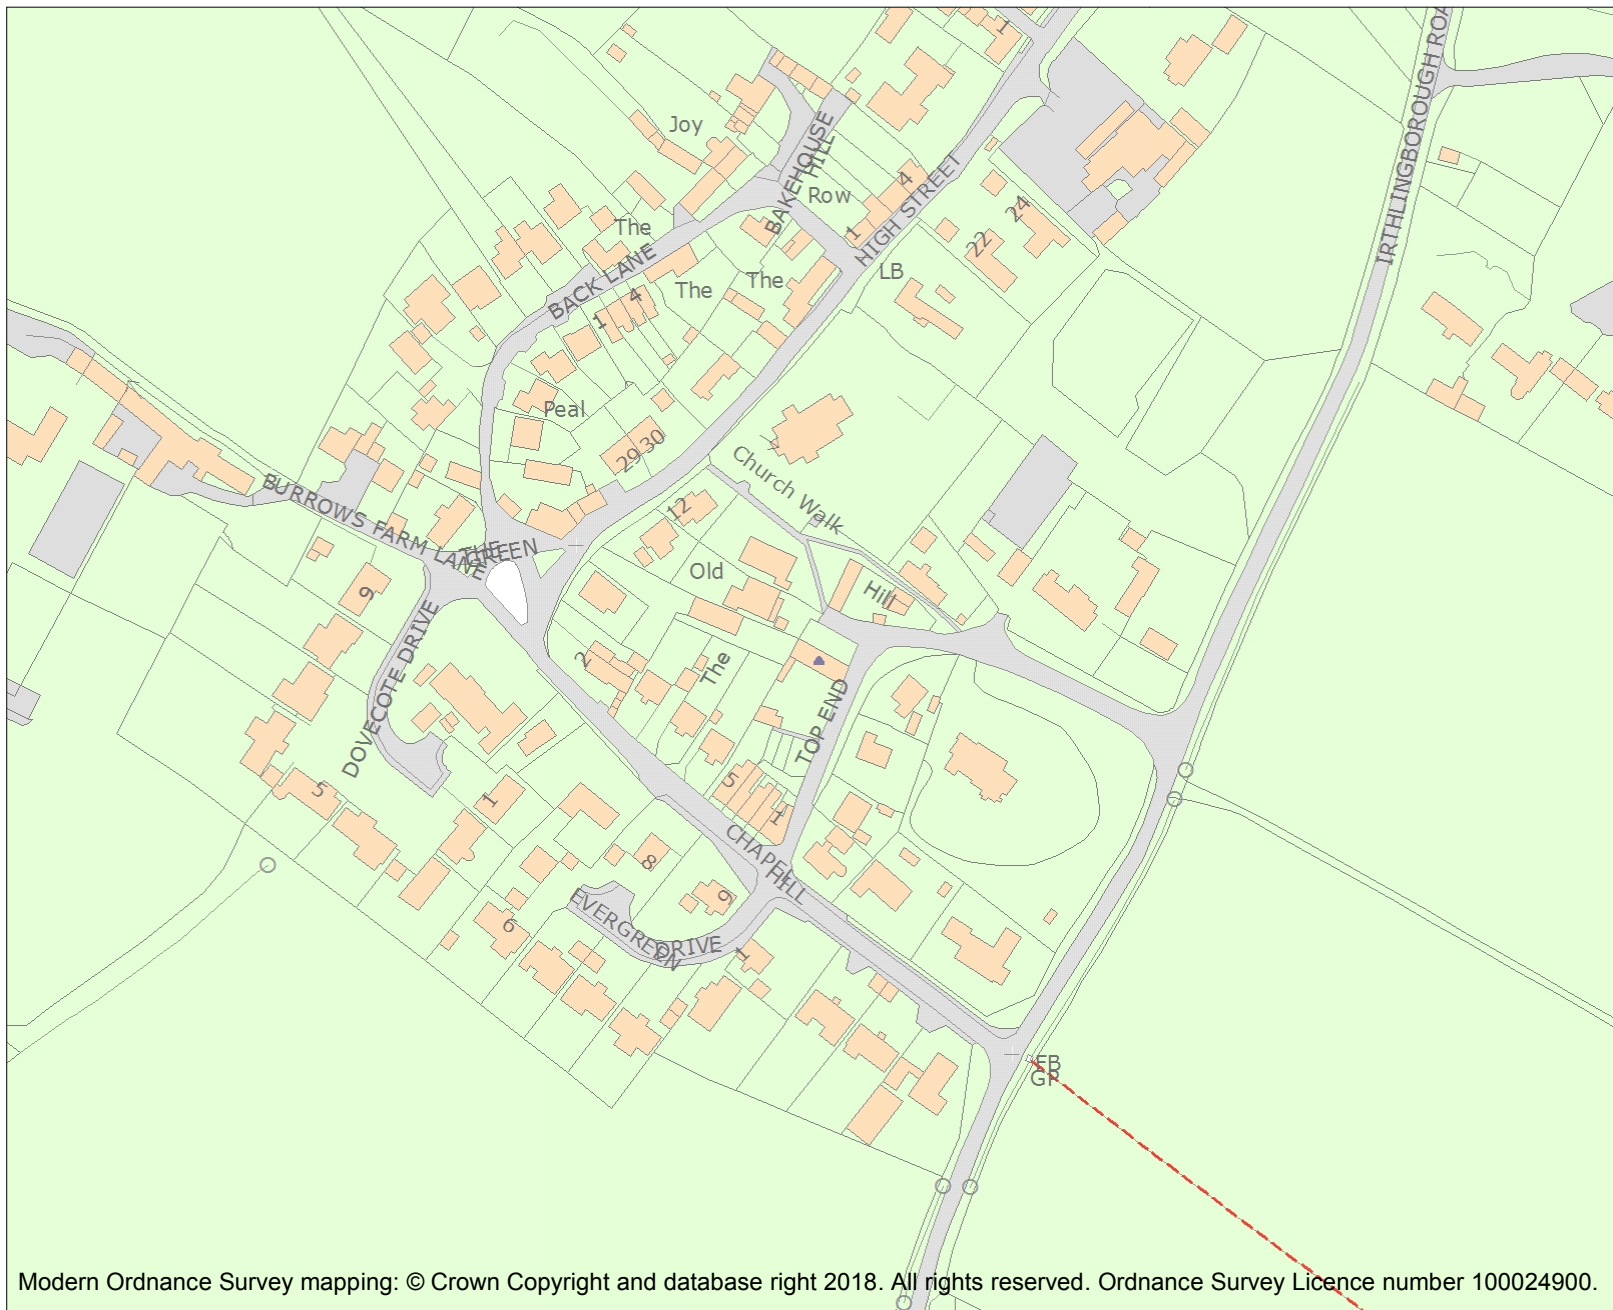 1
IRTHLINGBOROUGH ROA
Joy
BAKEHOUSE
HILL
Row
4
HIGH STREET
1
24
22
LB
The
BACK LANE
The
The
4
1
Peal
29 30
Church Walk
12
BURROWS FARM LANE
THE
GREEN
Old
Hill
9
DOVECOTE DRIVE
2
The
TOP END
5
1
5
1
CHAPEL
HILL
8
9
6
EVERGREEN
DRIVE
1
FB
GP
Modern Ordnance Survey mapping: © Crown Copyright and database right 2018. All rights reserved. Ordnance Survey Licence number 100024900.